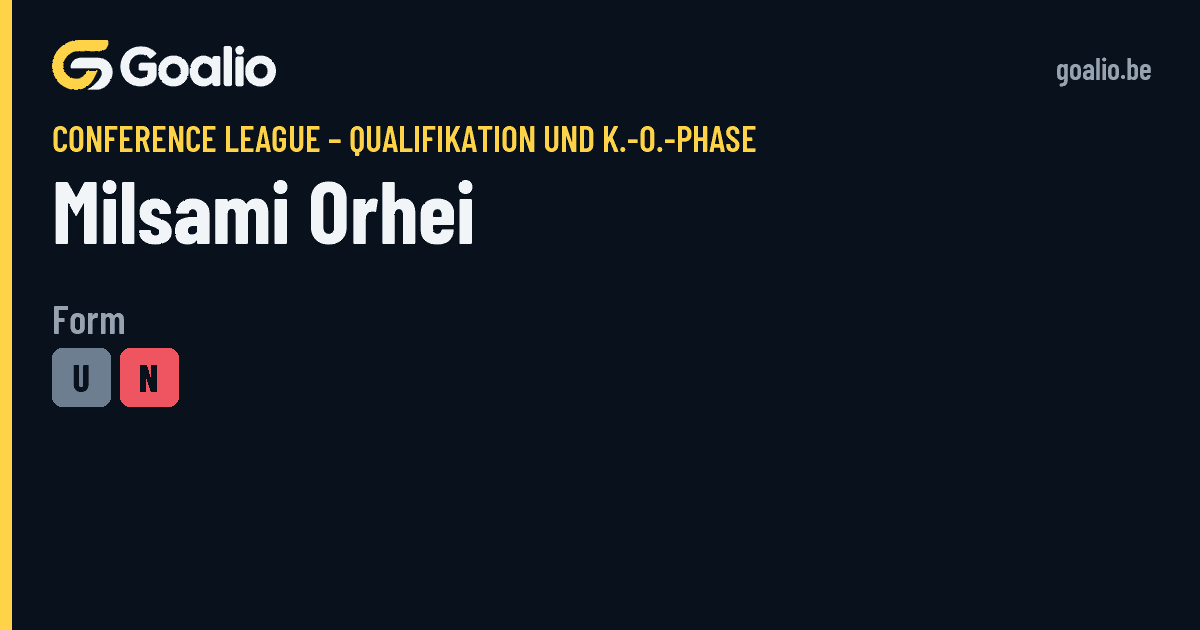 Goalio
goalio.be
CONFERENCE LEAGUE – QUALIFIKATION UND K.-O.-PHASE
Milsami Orhei
Form
U N